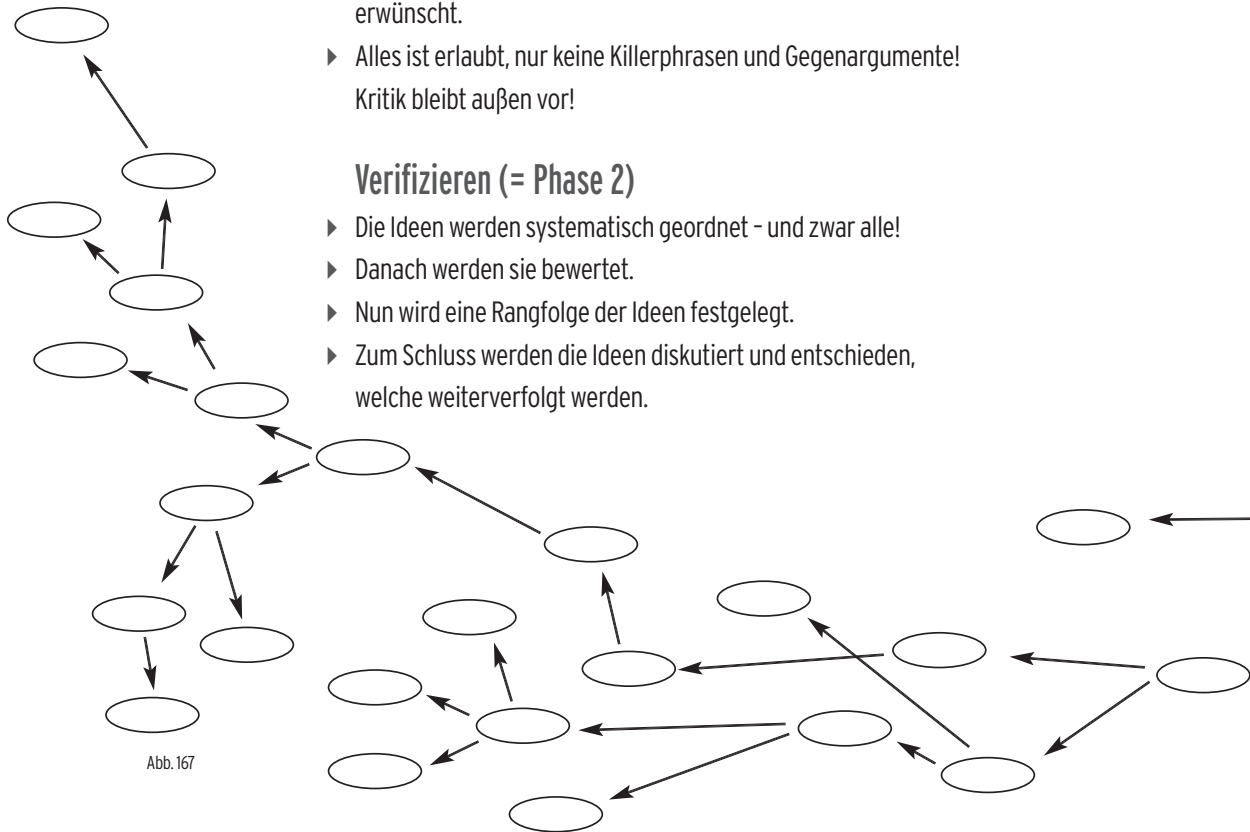 erwünscht.
▸ Alles ist erlaubt, nur keine Killerphrasen und Gegenargumente!
Kritik bleibt außen vor!
Verifizieren (= Phase 2)
▸ Die Ideen werden systematisch geordnet – und zwar alle!
▸ Danach werden sie bewertet.
▸ Nun wird eine Rangfolge der Ideen festgelegt.
▸ Zum Schluss werden die Ideen diskutiert und entschieden,
welche weiterverfolgt werden.
Abb. 167